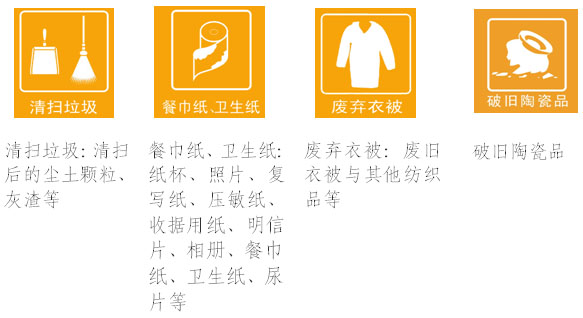 清扫垃圾
餐巾纸、卫生纸
废弃衣被
破旧陶瓷品
清扫垃圾: 清扫
后的尘土颗粒、
灰渣等
餐巾纸、卫生纸:
纸杯、照片、复
写纸、压敏纸、
收据用纸、明信
片、相册、餐巾
纸、卫生纸、尿
片等
废弃衣被: 废旧
衣被与其他纺织
品等
破旧陶瓷品